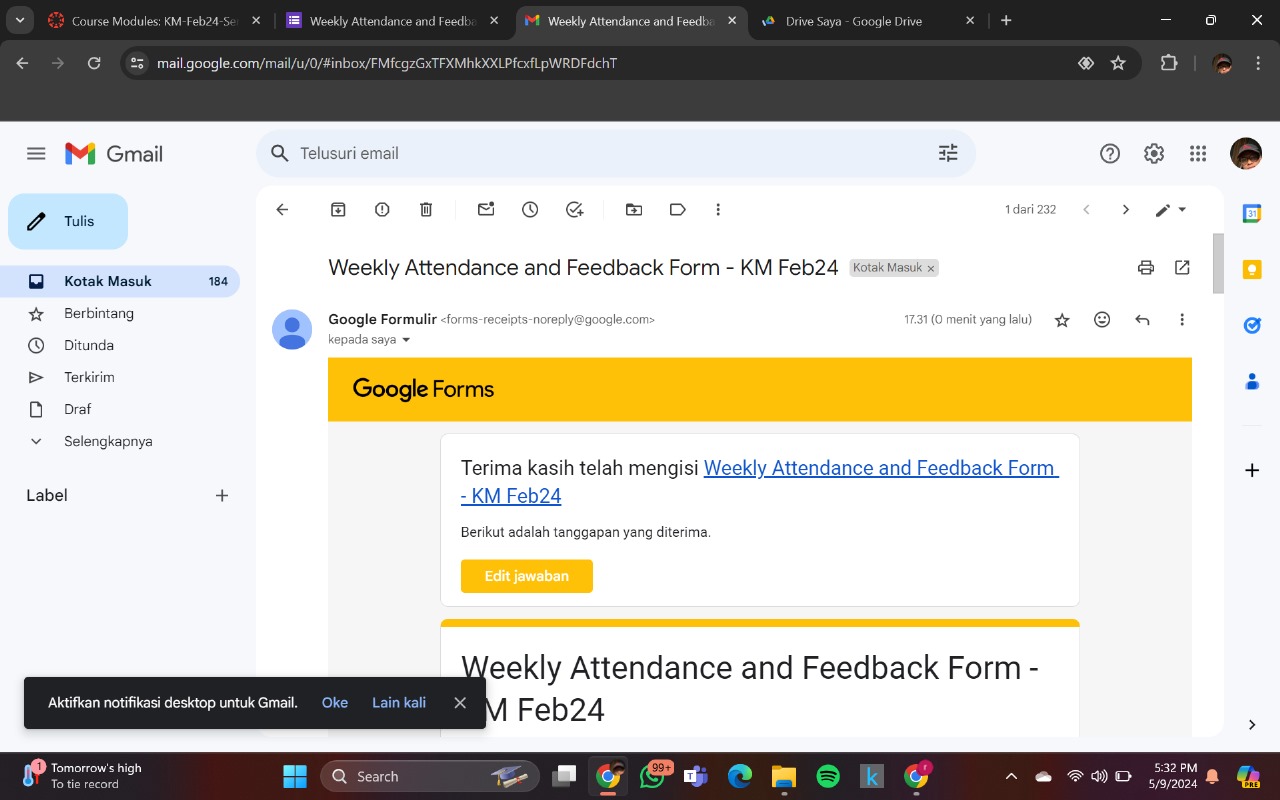 Course Modules: KM-Feb24-Se
Weekly Attendance and Feedba
Weekly Attendance and Feedba
Drive Saya - Google Drive
mail.google.com/mail/u/0/#inbox/FMfcgzGxTFXMhkXXLPfcxfLpWRDFdchT
Gmail
Telusuri email
Tulis
1 dari 232
Kotak Masuk 184
Berbintang
Ditunda
Terkirim
Draf
Selengkapnya
Label
Weekly Attendance and Feedback Form - KM Feb24 Kotak Masuk
Google Formulir <forms-receipts-noreply@google.com> 17.31 (0 menit yang lalu)
kepada saya
31
Google Forms
Terima kasih telah mengisi Weekly Attendance and Feedback Form
- KM Feb24
Berikut adalah tanggapan yang diterima.
Edit jawaban
Weekly Attendance and Feedback Form -
M Feb24
Aktifkan notifikasi desktop untuk Gmail. Oke Lain kali
1
Tomorrow's high
To tie record
Search
99+
k
r
5:32 PM
5/9/2024
PRE